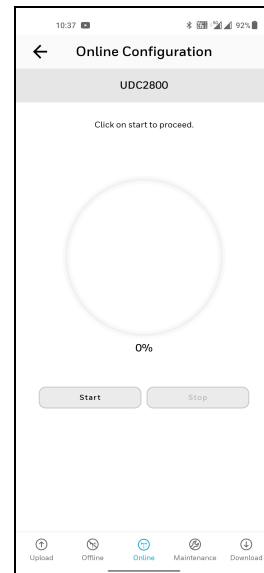 10:37 92%
Online Configuration
UDC2800
Click on start to proceed.
0%
Start Stop
Upload Offline Online Maintenance Download